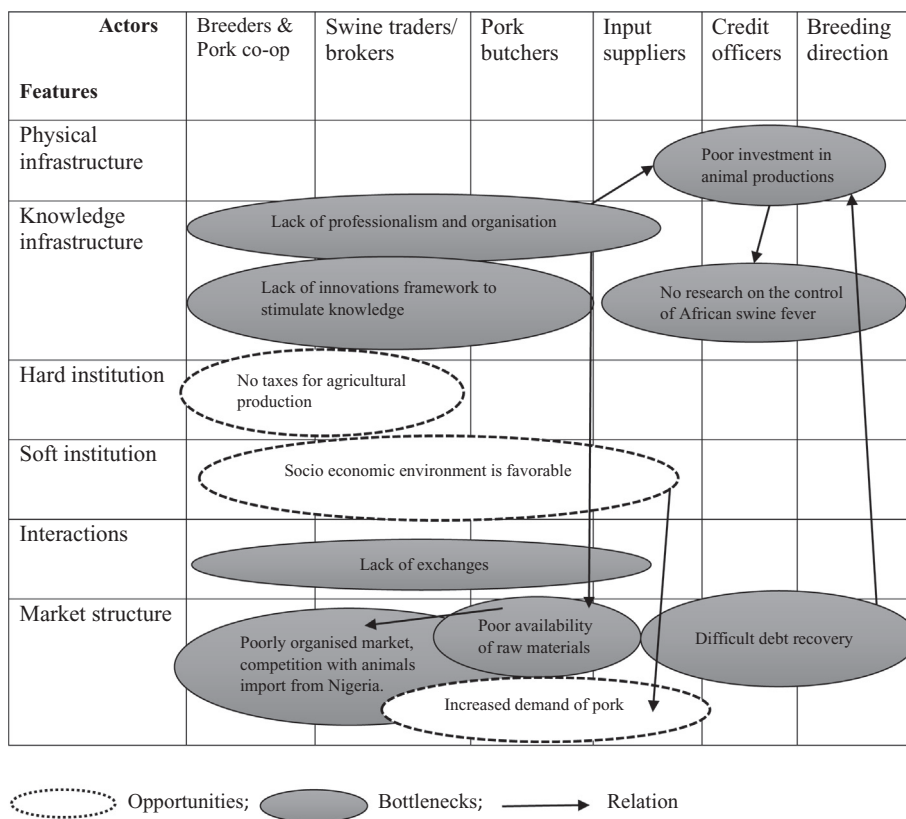 Actors
Features
Breeders &
Pork co-op
Swine traders/
brokers
Pork
butchers
Input
suppliers
Credit
officers
Breeding
direction
Physical
infrastructure
Poor investment in
animal productions
Knowledge
infrastructure
Lack of professionalism and organisation
Lack of innovations framework to
stimulate knowledge
No research on the control
of African swine fever
Hard institution
No taxes for agricultural
production
Soft institution
Socio economic environment is favorable
Interactions
Lack of exchanges
Market structure
Poorly organised market,
competition with animals
import from Nigeria.
Poor availability
of raw materials
Difficult debt recovery
Increased demand of pork
Opportunities; Bottlenecks; Relation